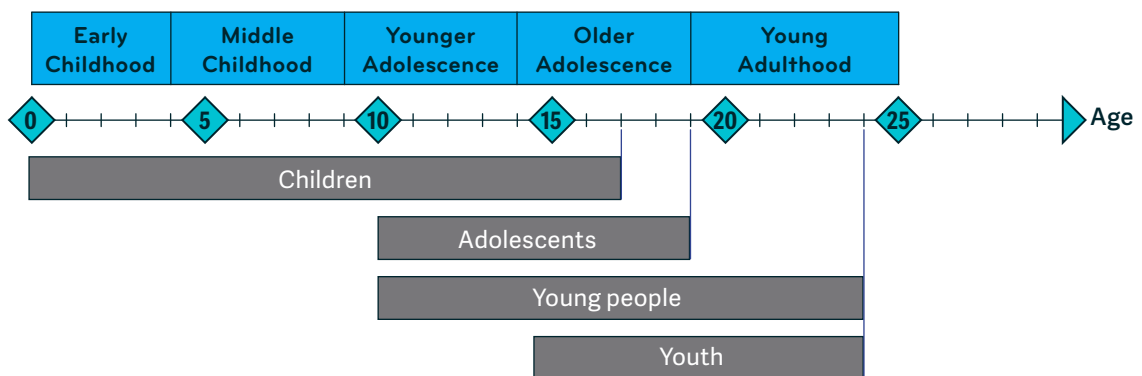 Early
Childhood
Middle
Childhood
Younger
Adolescence
Older
Adolescence
Young
Adulthood
0 5 10 15 20 25 Age
Children
Adolescents
Young people
Youth